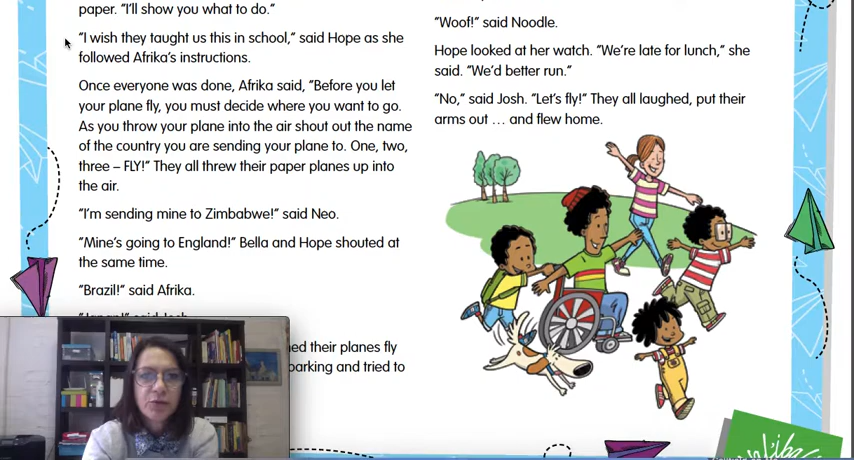 paper. “I’ll show you what to do.”
“I wish they taught us this in school,” said Hope as she
followed Afrika’s instructions.
Once everyone was done, Afrika said, “Before you let
your plane fly, you must decide where you want to go.
As you throw your plane into the air shout out the name
of the country you are sending your plane to. One, two,
three – FLY!” They all threw their paper planes up into
the air.
“I’m sending mine to Zimbabwe!” said Neo.
“Mine’s going to England!” Bella and Hope shouted at
the same time.
“Brazil!” said Afrika.
“Japan!” said Josh.
their planes fly
barking and tried to
“Woof!” said Noodle.
Hope looked at her watch. “We’re late for lunch,” she
said. “We’d better run.”
“No,” said Josh. “Let’s fly!” They all laughed, put their
arms out … and flew home.